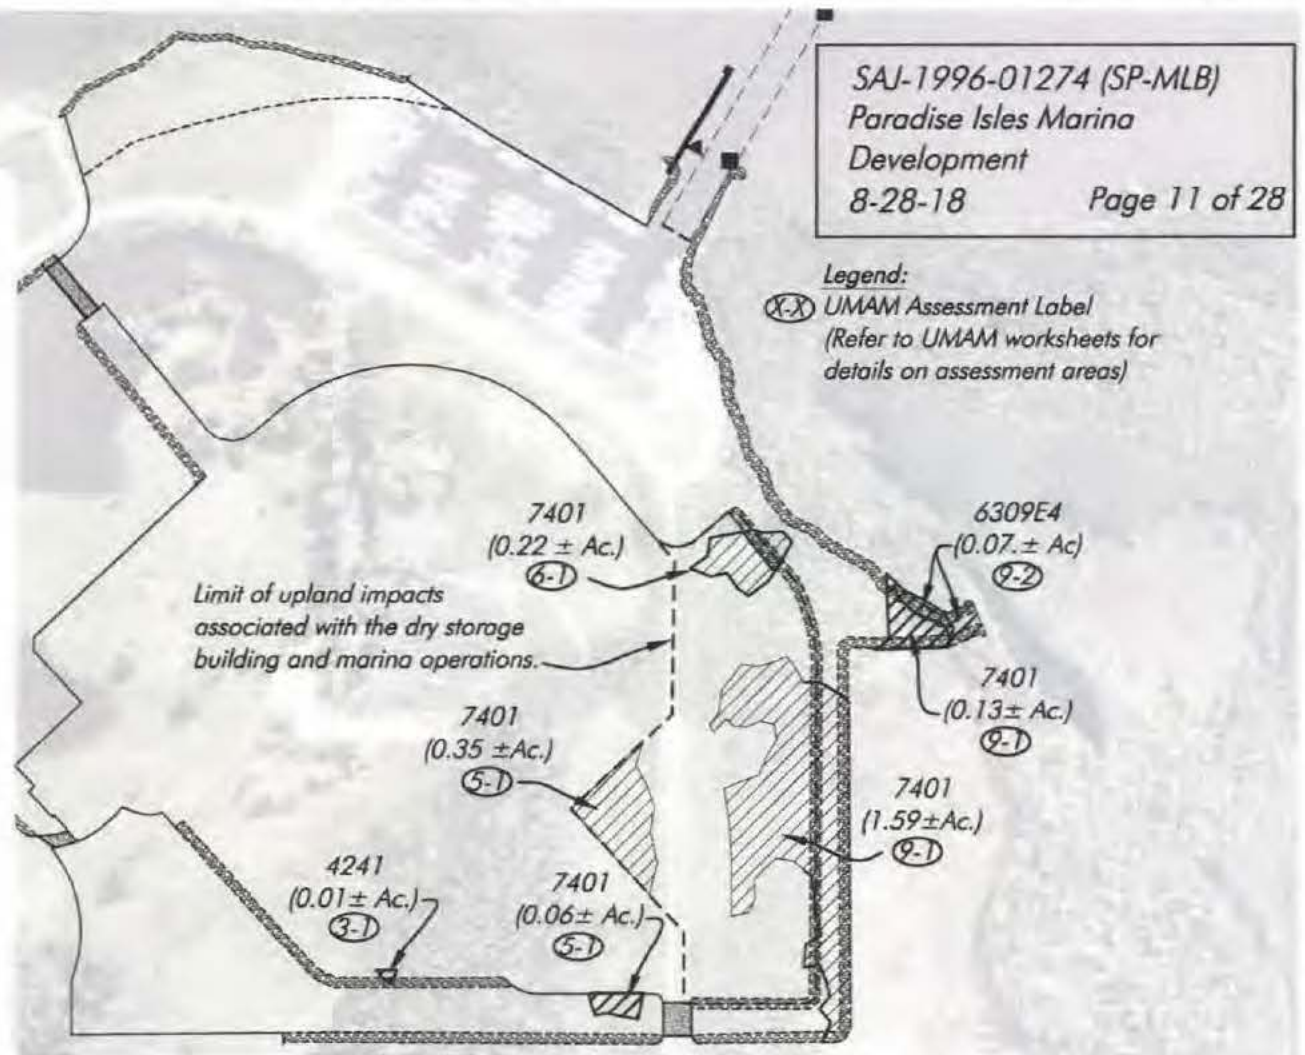 SAJ-1996-01274 (SP-MLB)
Paradise Isles Marina
Development
8-28-18 Page 11 of 28
Legend:
X-X UMAM Assessment Label
(Refer to UMAM worksheets for
details on assessment areas)
7401
(0.22 ± Ac.)
6-1
6309E4
(0.07. ± Ac)
9-2
Limit of upland impacts
associated with the dry storage
building and marina operations.
7401
(0.13± Ac.)
9-1
7401
(0.35 ±Ac.)
5-1
7401
(1.59±Ac.)
9-1
4241
(0.01± Ac.)
3-1
7401
(0.06± Ac.)
5-1